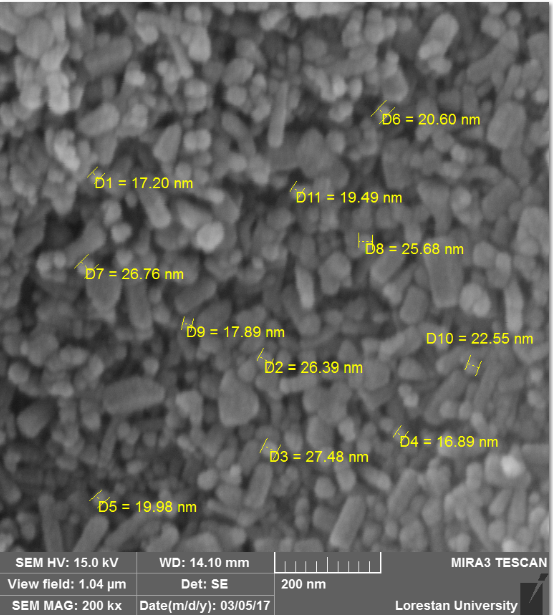 D6 = 20.60 nm
D1 = 17.20 nm
D11 = 19.49 nm
D8 = 25.68 nm
D7 = 26.76 nm
D9 = 17.89 nm
D10 = 22.55 nm
D2 = 26.39 nm
D4 = 16.89 nm
D3 = 27.48 nm
D5 = 19.98 nm
SEM HV: 15.0 kV WD: 14.10 mm MIRA3 TESCAN
View field: 1.04 µm Det: SE 200 nm
SEM MAG: 200 kx Date(m/d/y): 03/05/17 Lorestan University